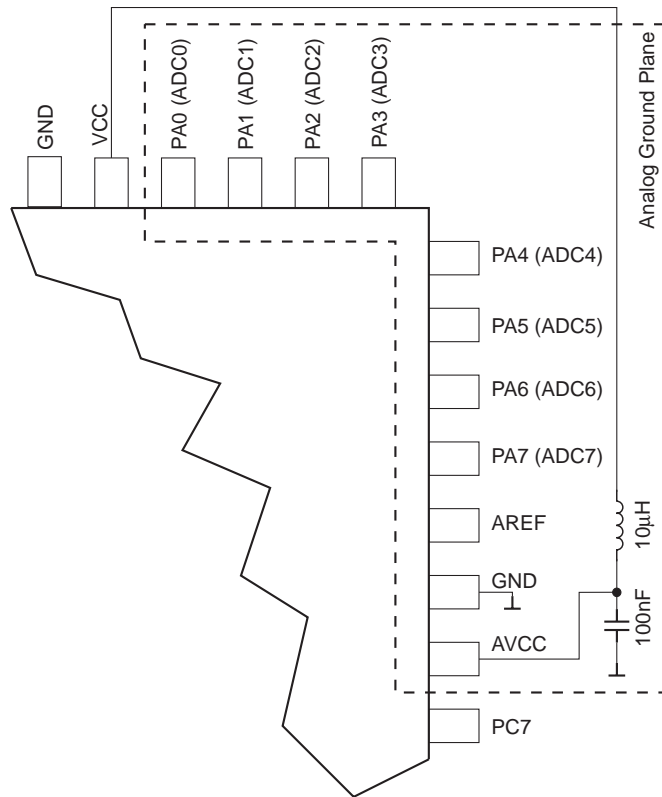 GND
VCC
PA0 (ADC0)
PA1 (ADC1)
PA2 (ADC2)
PA3 (ADC3)
Analog Ground Plane
PA4 (ADC4)
PA5 (ADC5)
PA6 (ADC6)
PA7 (ADC7)
AREF
10μH
GND
AVCC
100nF
PC7